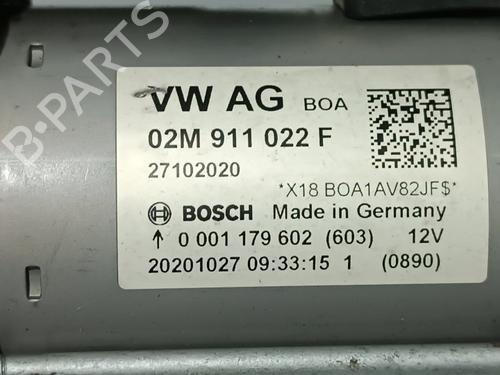 VW AG BOA
02M 911 022 F
27102020
*X18 BOA1AV82JF$*
BOSCH Made in Germany
↑ 0 001 179 602 (603) 12V
20201027 09:33:15 1 (0890)
B-PARTS